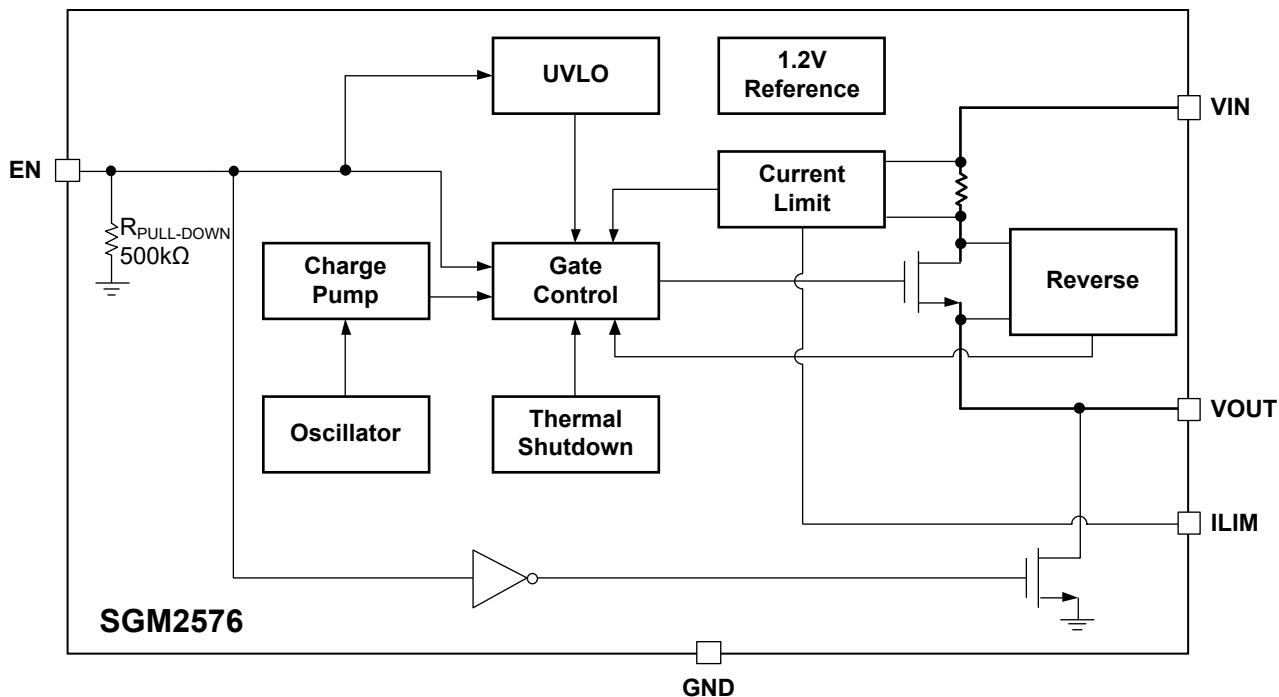 UVLO
1.2V
Reference
VIN
EN
Current
Limit
RPULL-DOWN
500kΩ
Charge
Pump
Gate
Control
Reverse
VOUT
Oscillator
Thermal
Shutdown
ILIM
SGM2576
GND